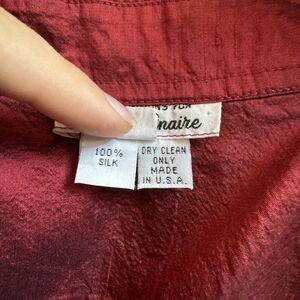 naire
100%
SILK
DRY CLEAN
ONLY
MADE
IN U.S.A.